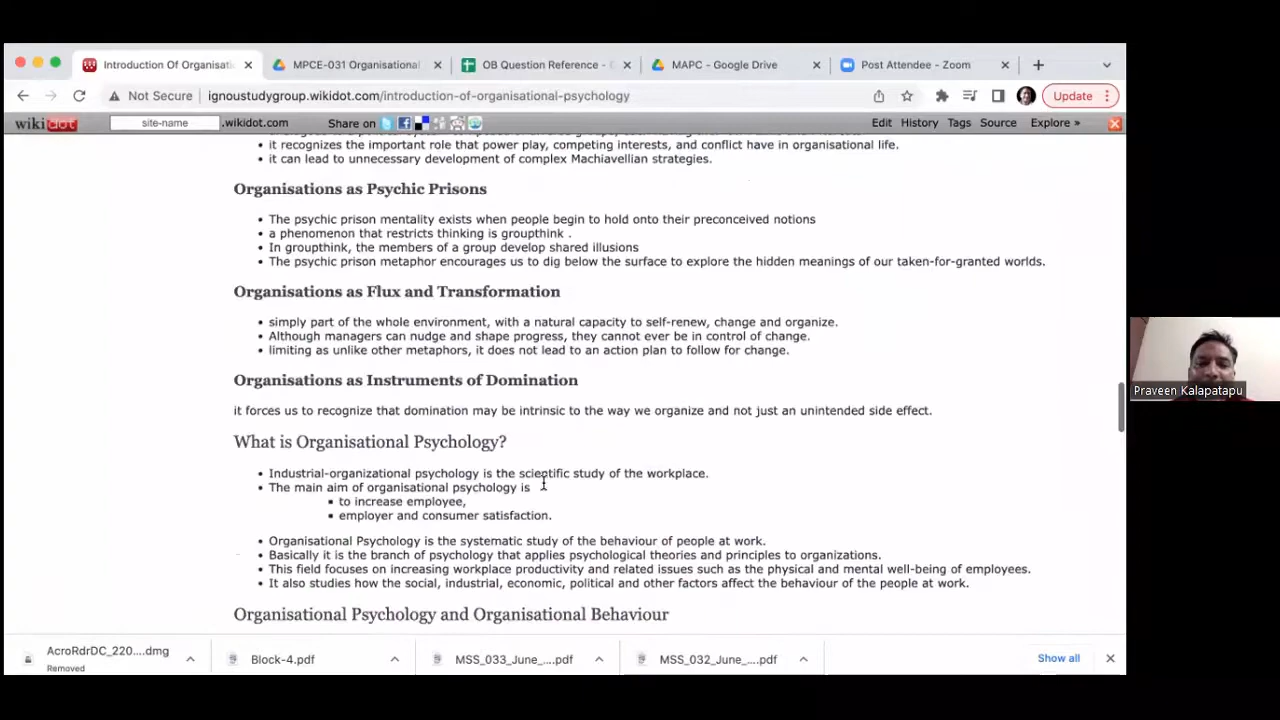 Introduction Of Organisati
MPCE-031 Organisational
OB Question Reference -
MAPC - Google Drive
Post Attendee - Zoom
Not Secure
ignoustudygroup.wikidot.com/introduction-of-organisational-psychology
Update
wikidot
site-name
.wikidot.com
Share on
Edit History Tags Source Explore »
it recognizes the important role that power play, competing interests, and conflict have in organisational life.
it can lead to unnecessary development of complex Machiavellian strategies.
Organisations as Psychic Prisons
The psychic prison mentality exists when people begin to hold onto their preconceived notions
a phenomenon that restricts thinking is groupthink .
In groupthink, the members of a group develop shared illusions
The psychic prison metaphor encourages us to dig below the surface to explore the hidden meanings of our taken-for-granted worlds.
Organisations as Flux and Transformation
simply part of the whole environment, with a natural capacity to self-renew, change and organize.
Although managers can nudge and shape progress, they cannot ever be in control of change.
limiting as unlike other metaphors, it does not lead to an action plan to follow for change.
Organisations as Instruments of Domination
it forces us to recognize that domination may be intrinsic to the way we organize and not just an unintended side effect.
What is Organisational Psychology?
Industrial-organizational psychology is the scientific study of the workplace.
The main aim of organisational psychology is
to increase employee,
employer and consumer satisfaction.
Organisational Psychology is the systematic study of the behaviour of people at work.
Basically it is the branch of psychology that applies psychological theories and principles to organizations.
This field focuses on increasing workplace productivity and related issues such as the physical and mental well-being of employees.
It also studies how the social, industrial, economic, political and other factors affect the behaviour of the people at work.
Organisational Psychology and Organisational Behaviour
AcroRdrDC_220....dmg
Removed
Block-4.pdf
MSS_033_June_....pdf
MSS_032_June_....pdf
Show all
Praveen Kalapatapu